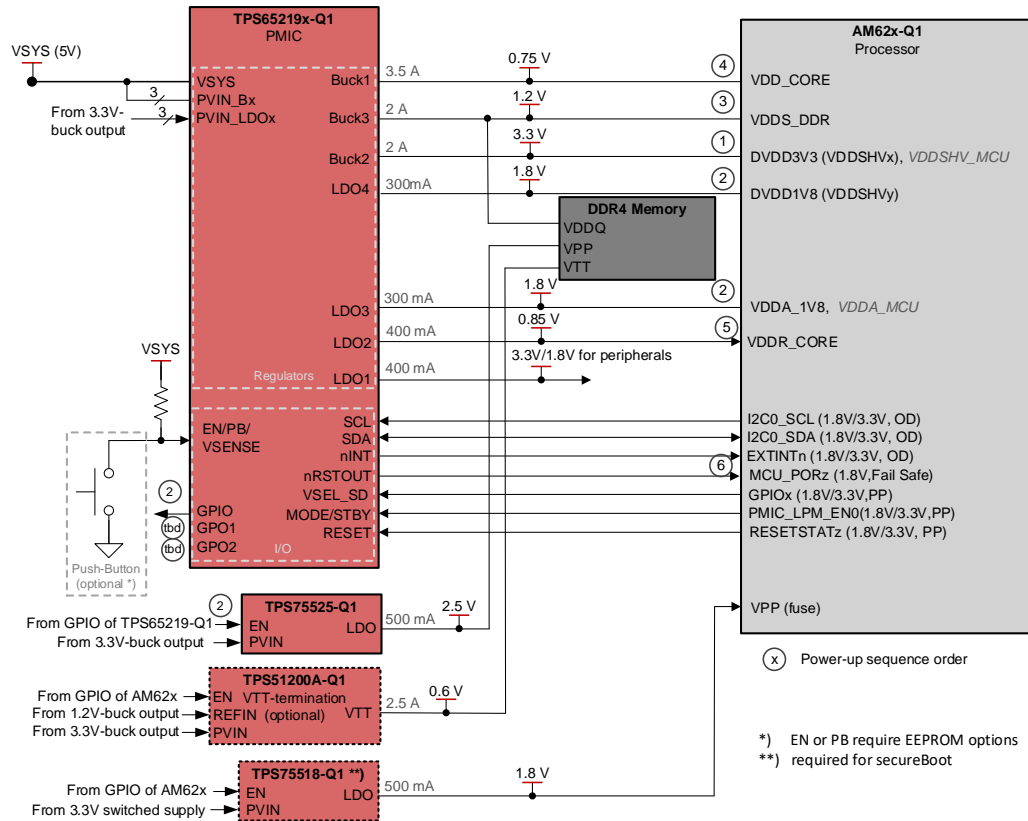 TPS65219x-Q1
PMIC
AM62x-Q1
Processor
VSYS (5V)
VSYS
PVIN_Bx
PVIN_LDOx
3
3
From 3.3V-
buck output
Buck1
3.5 A
0.75 V
4
VDD_CORE
Buck3
2 A
1.2 V
3
VDDS_DDR
Buck2
2 A
3.3 V
1
DVDD3V3 (VDDSHVx), VDDSHV_MCU
LDO4
300mA
1.8 V
2
DVDD1V8 (VDDSHVy)
DDR4 Memory
VDDQ
VPP
VTT
LDO3
300 mA
1.8 V
2
VDDA_1V8, VDDA_MCU
LDO2
400 mA
0.85 V
5
VDDR_CORE
LDO1
400 mA
3.3V/1.8V for peripherals
Regulators
VSYS
EN/PB/
VSENSE
SCL
I2C0_SCL (1.8V/3.3V, OD)
SDA
I2C0_SDA (1.8V/3.3V, OD)
nINT
EXTINTn (1.8V/3.3V, OD)
nRSTOUT
6
MCU_PORz (1.8V,Fail Safe)
VSEL_SD
GPIOx (1.8V/3.3V,PP)
MODE/STBY
PMIC_LPM_EN0(1.8V/3.3V,PP)
RESET
RESETSTATz (1.8V/3.3V, PP)
2
GPIO
tbd
GPO1
tbd
GPO2
I/O
Push-Button
(optional *)
2
TPS75525-Q1
From GPIO of TPS65219-Q1
EN
From 3.3V-buck output
PVIN
LDO
500 mA
2.5 V
VPP (fuse)
TPS51200A-Q1
From GPIO of AM62x
EN
VTT-termination
From 1.2V-buck output
REFIN
(optional)
From 3.3V-buck output
PVIN
VTT
2.5 A
0.6 V
TPS75518-Q1 **)
From GPIO of AM62x
EN
From 3.3V switched supply
PVIN
LDO
500 mA
1.8 V
x Power-up sequence order
*) EN or PB require EEPROM options
**) required for secureBoot